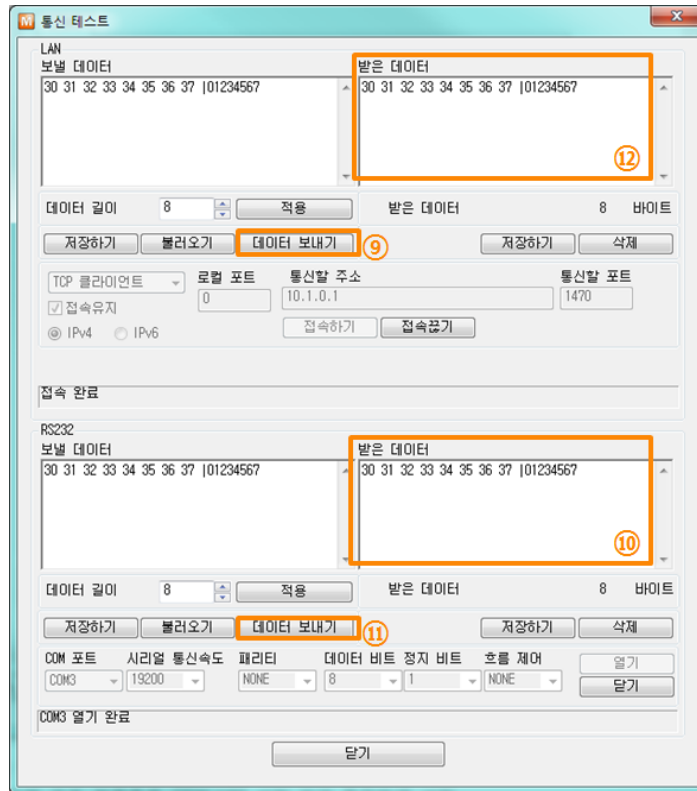 통신 테스트
LAN
보낼 데이터 받은 데이터
30 31 32 33 34 35 36 37 |01234567 30 31 32 33 34 35 36 37 |01234567
⑫
데이터 길이 8 적용 받은 데이터 8 바이트
저장하기 불러오기 데이터 보내기 ⑨ 저장하기 삭제
TCP 클라이언트 로컬 포트 통신할 주소 통신할 포트
0 10.1.0.1 1470
접속유지
IPv4 IPv6 접속하기 접속끊기
접속 완료
RS232
보낼 데이터 받은 데이터
30 31 32 33 34 35 36 37 |01234567 30 31 32 33 34 35 36 37 |01234567
⑩
데이터 길이 8 적용 받은 데이터 8 바이트
저장하기 불러오기 데이터 보내기 ⑪ 저장하기 삭제
COM 포트 시리얼 통신속도 패리티 데이터 비트 정지 비트 흐름 제어 열기
COM3 19200 NONE 8 1 NONE 닫기
COM3 열기 완료
닫기